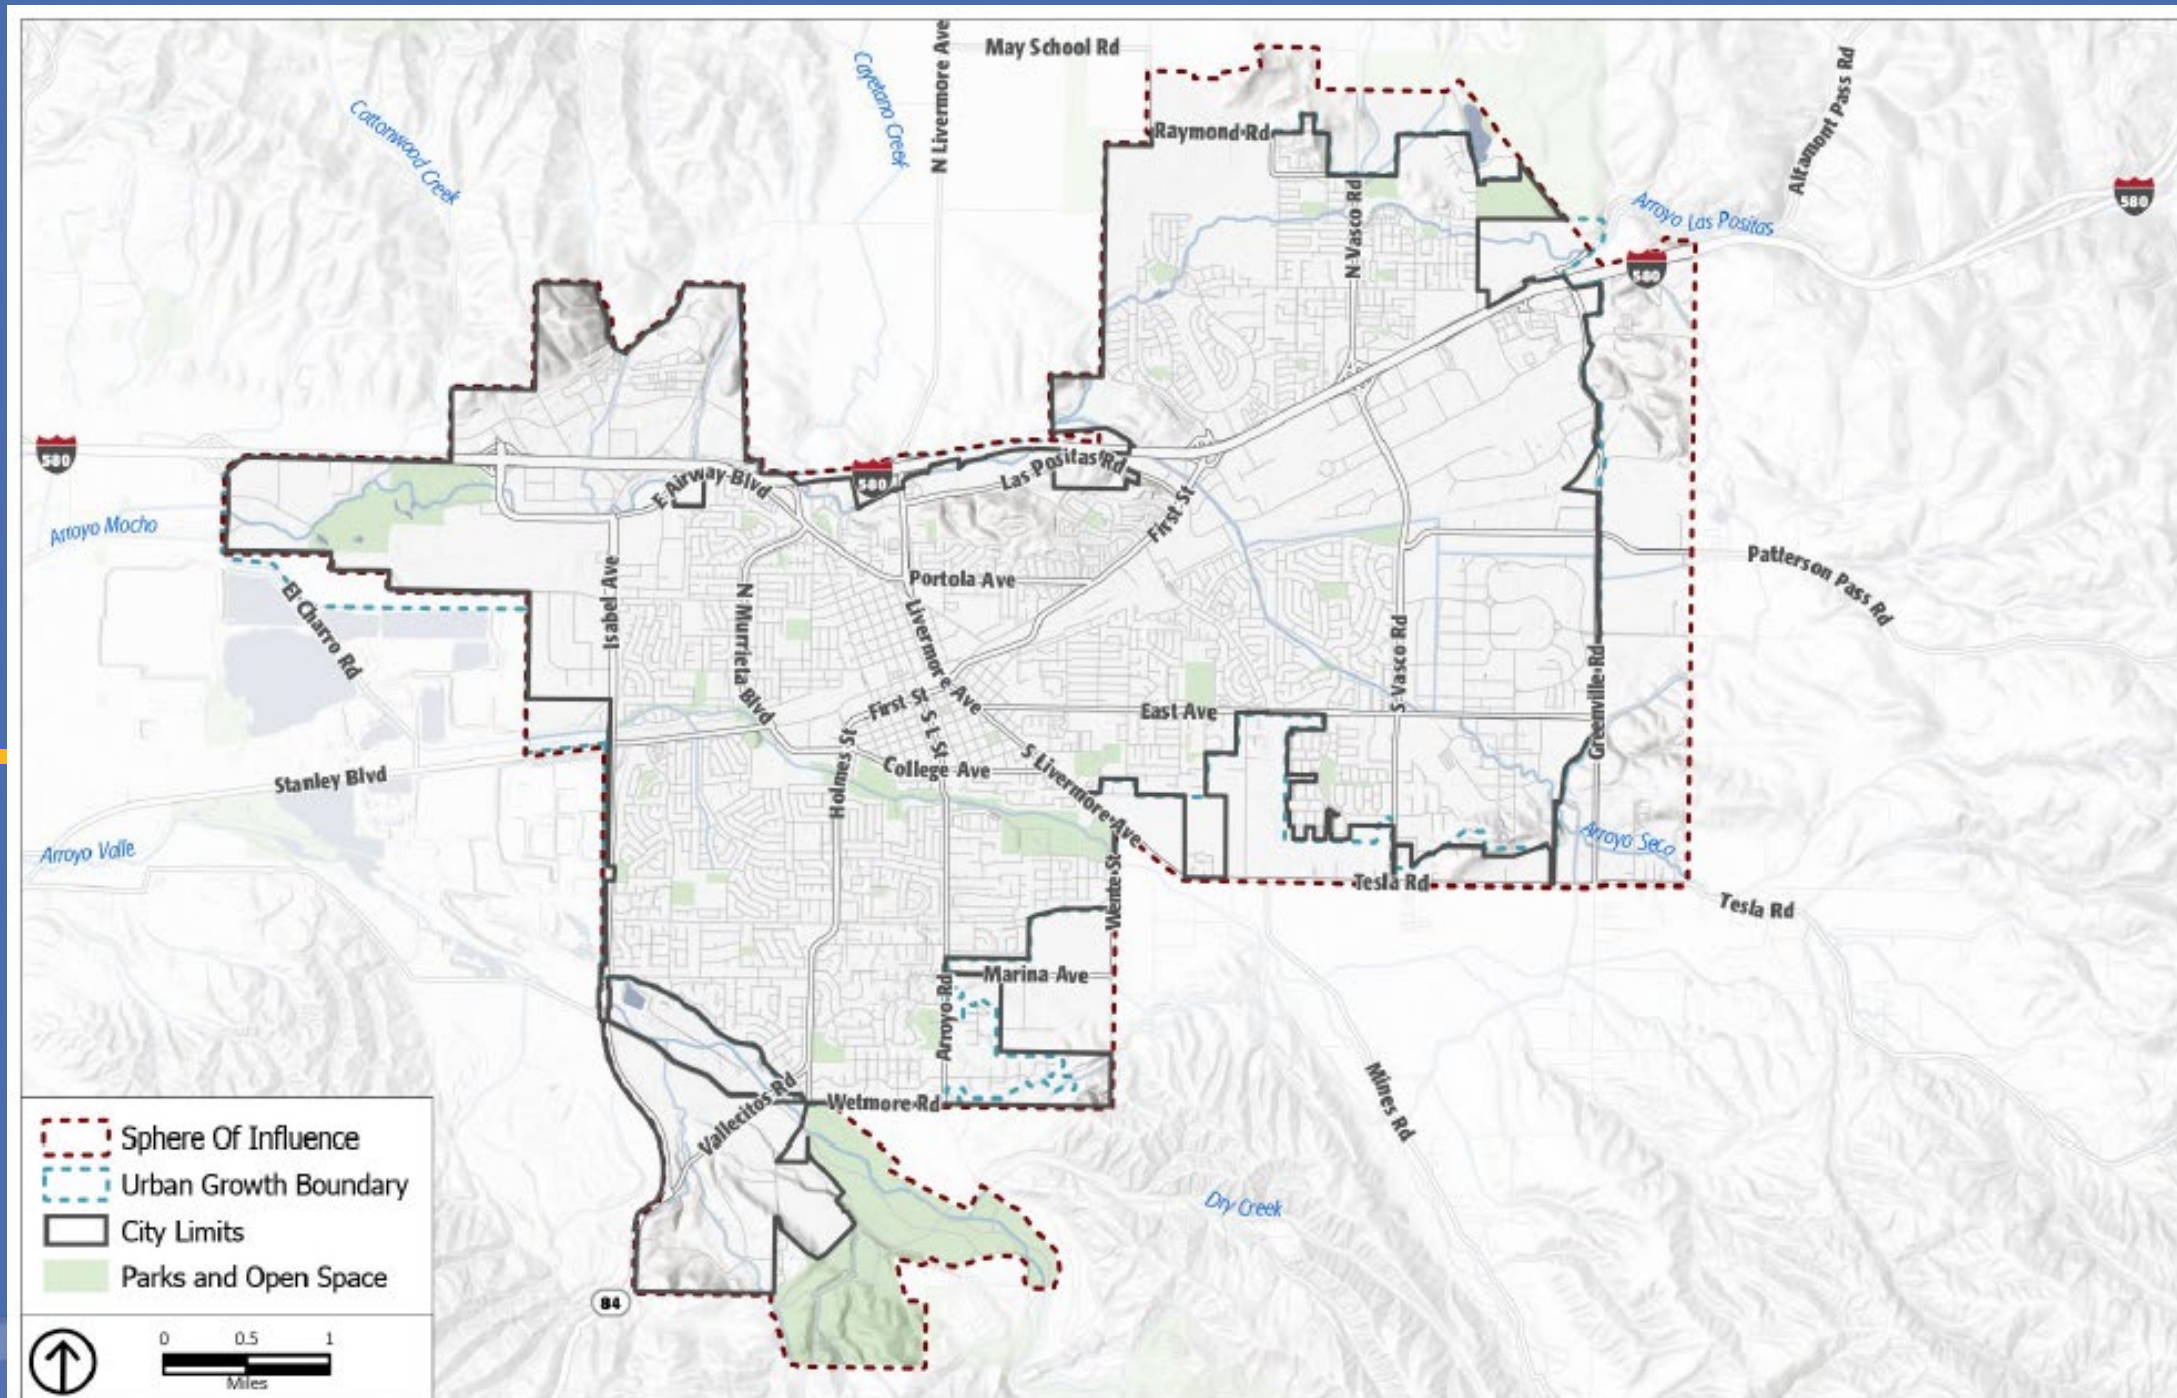 May School Rd
N Livermore Ave
Cayetano Creek
Cottonwood Creek
Altamont Pass Rd
Raymond Rd
580
Arroyo Las Positas
N Vasco Rd
580
580
E Airway Blvd
580
Las Positas Rd
First St
Arroyo Mocho
Patterson Pass Rd
Portola Ave
El Charro Rd
Isabel Ave
N Murrieta Blvd
Livermore Ave
S Vasco Rd
Greenville Rd
First St
S L St
East Ave
Stanley Blvd
Holmes St
College Ave
S Livermore Ave
Arroyo Valle
Arroyo Seco
Wente St
Tesla Rd
Tesla Rd
Marina Ave
Arroyo Rd
Mines Rd
Vallecitos Rd
Wetmore Rd
Dry Creek
84
Sphere Of Influence
Urban Growth Boundary
City Limits
Parks and Open Space
0 0.5 1
Miles